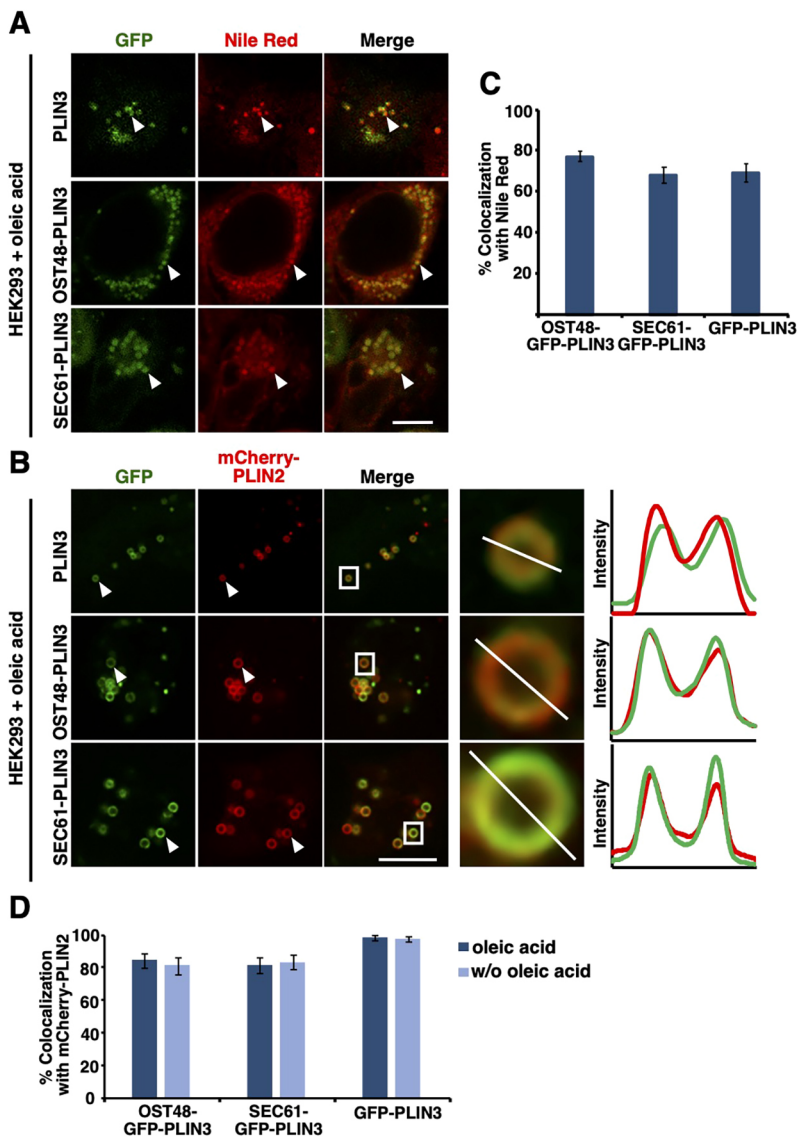 A
GFP
Nile Red
Merge
HEK293 + oleic acid
PLIN3
OST48-PLIN3
SEC61-PLIN3
C
% Colocalization
with Nile Red
100
80
60
40
20
OST48-
GFP-PLIN3
SEC61-
GFP-PLIN3
GFP-PLIN3
B
GFP
mCherry-
PLIN2
Merge
HEK293 + oleic acid
PLIN3
OST48-PLIN3
SEC61-PLIN3
Intensity
Intensity
Intensity
D
% Colocalization
with mCherry-PLIN2
100
80
60
40
20
0
OST48-
GFP-PLIN3
SEC61-
GFP-PLIN3
GFP-PLIN3
oleic acid
w/o oleic acid